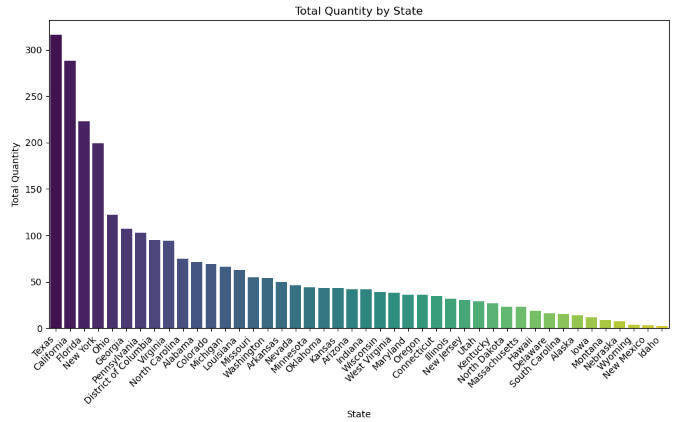 Total Quantity by State
Total Quantity
300
250
200
150
100
50
0
Texas
California
Florida
New York
Ohio
Georgia
Pennsylvania
District of Columbia
Virginia
North Carolina
Alabama
Colorado
Michigan
Louisiana
Missouri
Washington
Arkansas
Nevada
Minnesota
Oklahoma
Kansas
Arizona
Indiana
Wisconsin
West Virginia
Maryland
Oregon
Connecticut
Illinois
New Jersey
Utah
Kentucky
North Dakota
Massachusetts
Hawaii
Delaware
South Carolina
Alaska
Iowa
Montana
Nebraska
Wyoming
New Mexico
Idaho
State